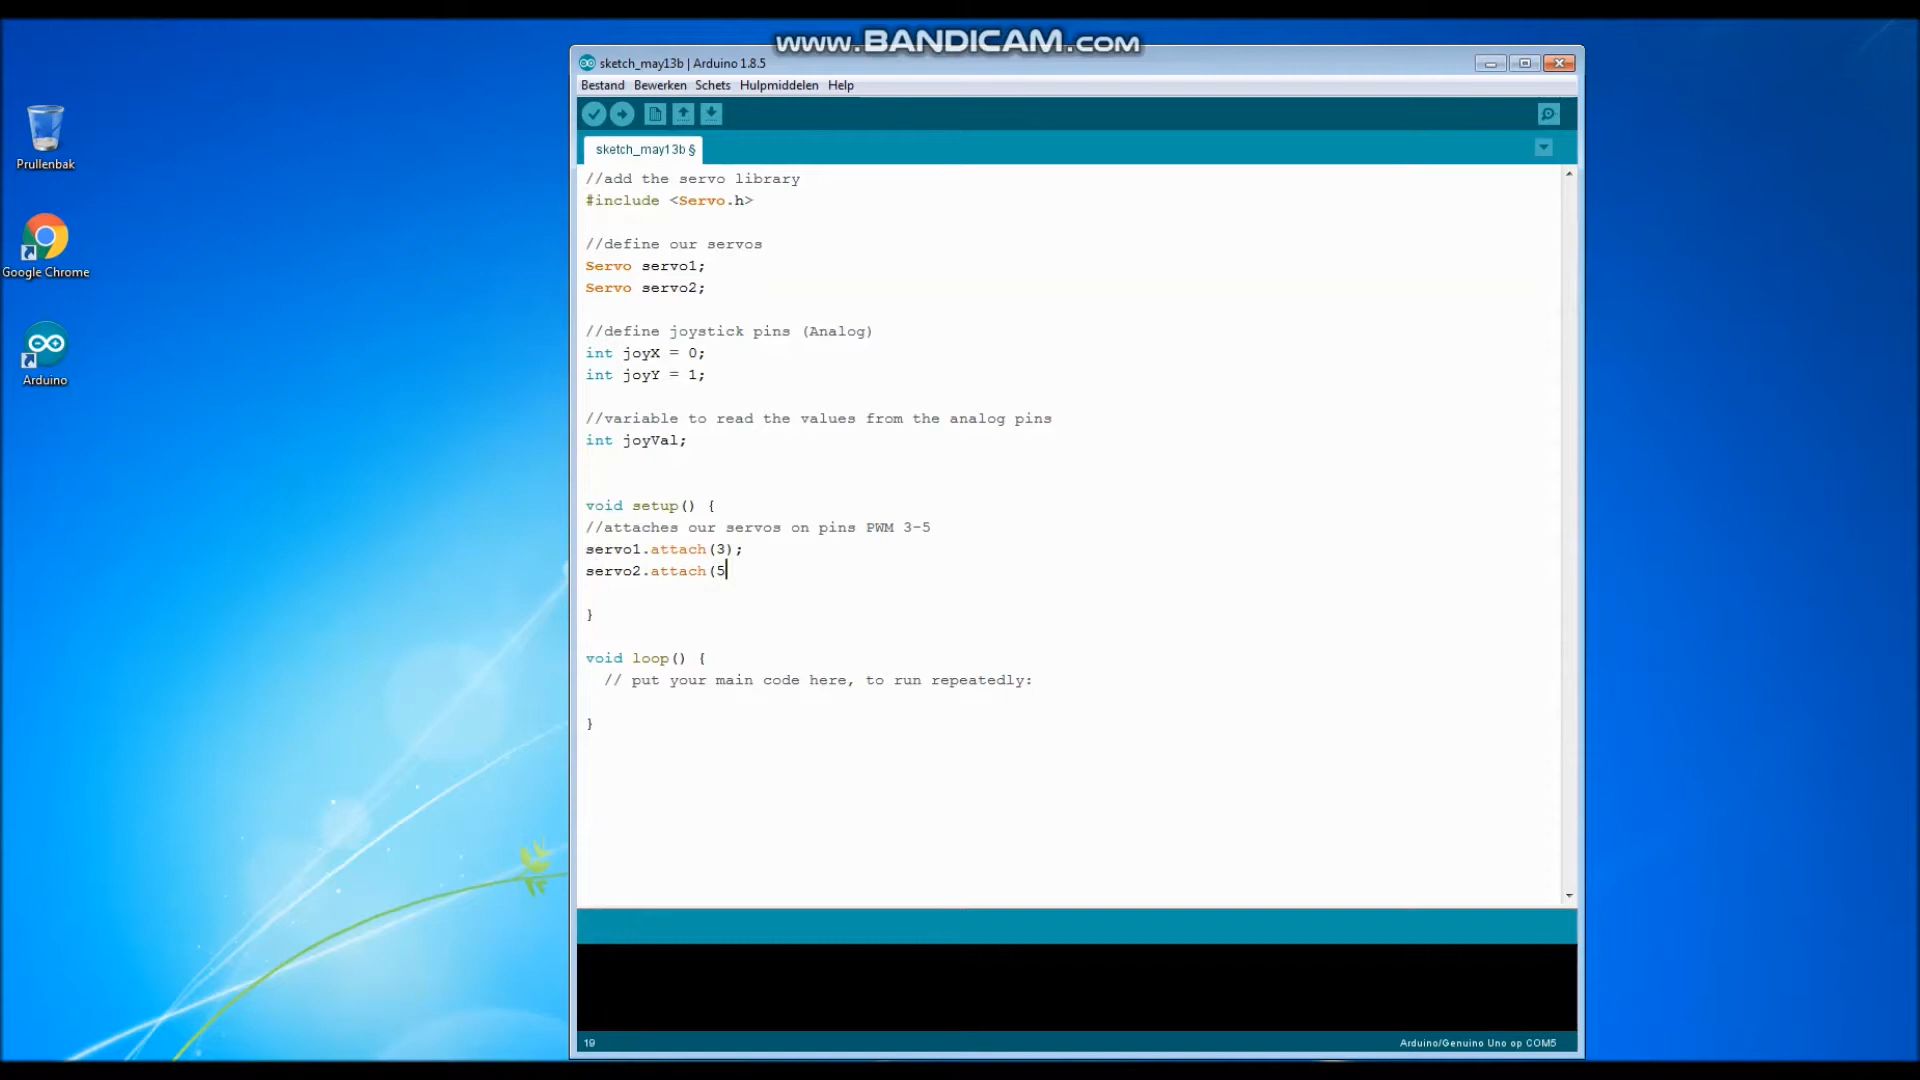 www.BANDICAM.com
sketch_may13b | Arduino 1.8.5
Bestand Bewerken Schets Hulpmiddelen Help
sketch_may13b §
Prullenbak
Google Chrome
Arduino
//add the servo library
#include <Servo.h>
//define our servos
Servo servo1;
Servo servo2;
//define joystick pins (Analog)
int joyX = 0;
int joyY = 1;
//variable to read the values from the analog pins
int joyVal;
void setup() {
//attaches our servos on pins PWM 3-5
servo1.attach(3);
servo2.attach(5
}
void loop() {
// put your main code here, to run repeatedly:
}
19
Arduino/Genuino Uno op COM5